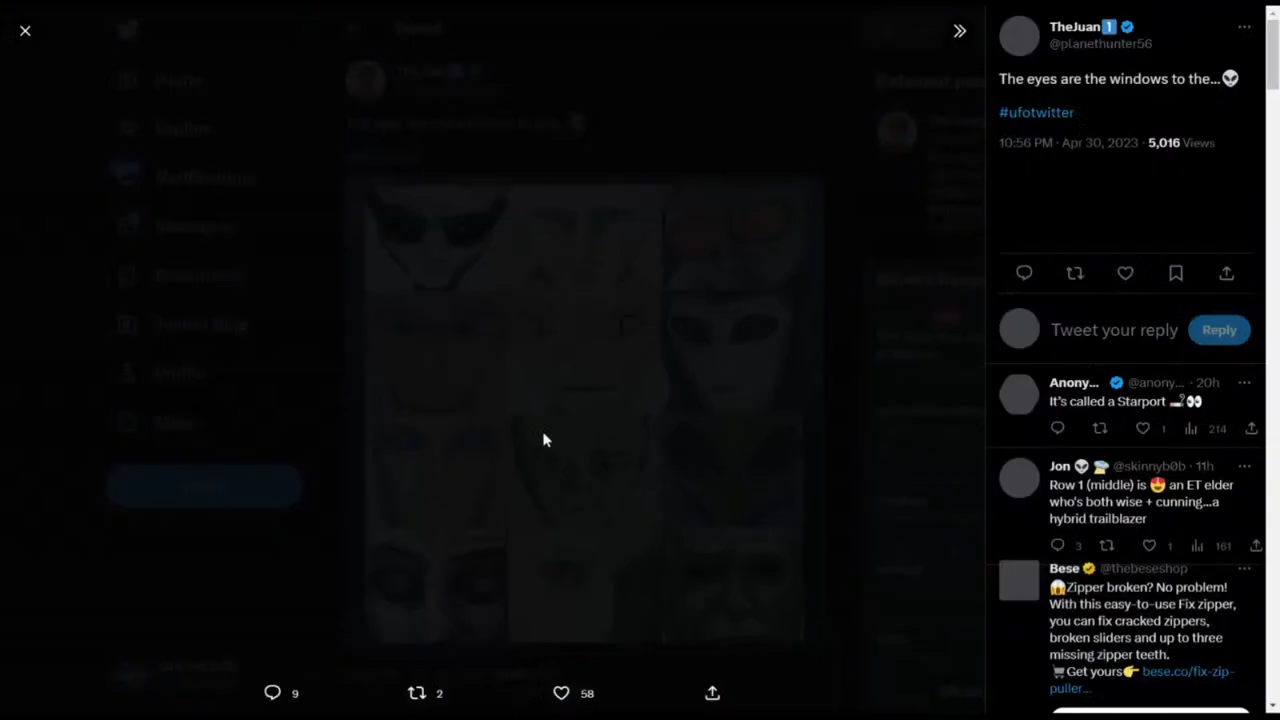 TheJuan1️⃣
@planethunter56
The eyes are the windows to the...👽
#ufotwitter
10:56 PM · Apr 30, 2023 · 5,016 Views
Tweet your reply
Reply
Anony... @anony... · 20h
It's called a Starport 🚬👀
1 214
Jon 👽 @skinnyb0b · 11h
Row 1 (middle) is 😍 an ET elder
who's both wise + cunning...a
hybrid trailblazer
3 1 161
Bese @thebeseshop
😱Zipper broken? No problem!
With this easy-to-use Fix zipper,
you can fix cracked zippers,
broken sliders and up to three
missing zipper teeth.
🛒Get yours👉 bese.co/fix-zip-
puller...
9 2 58
Notifications
Messages
Profile